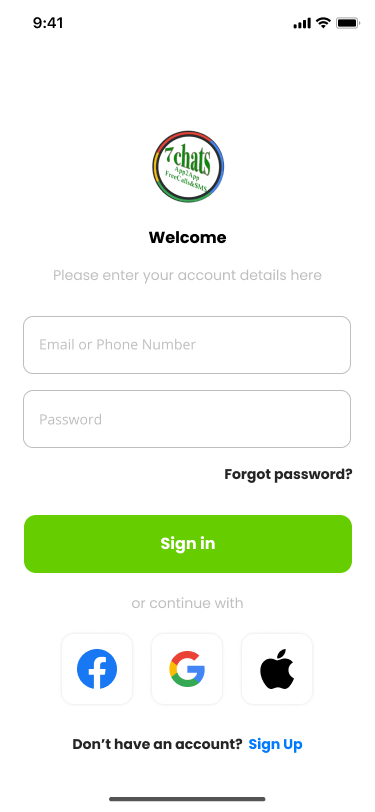 9:41
7chats
App2App
FreeCalls&SMS
Welcome
Please enter your account details here
Email or Phone Number
Password
Forgot password?
Sign in
or continue with
Don’t have an account? Sign Up